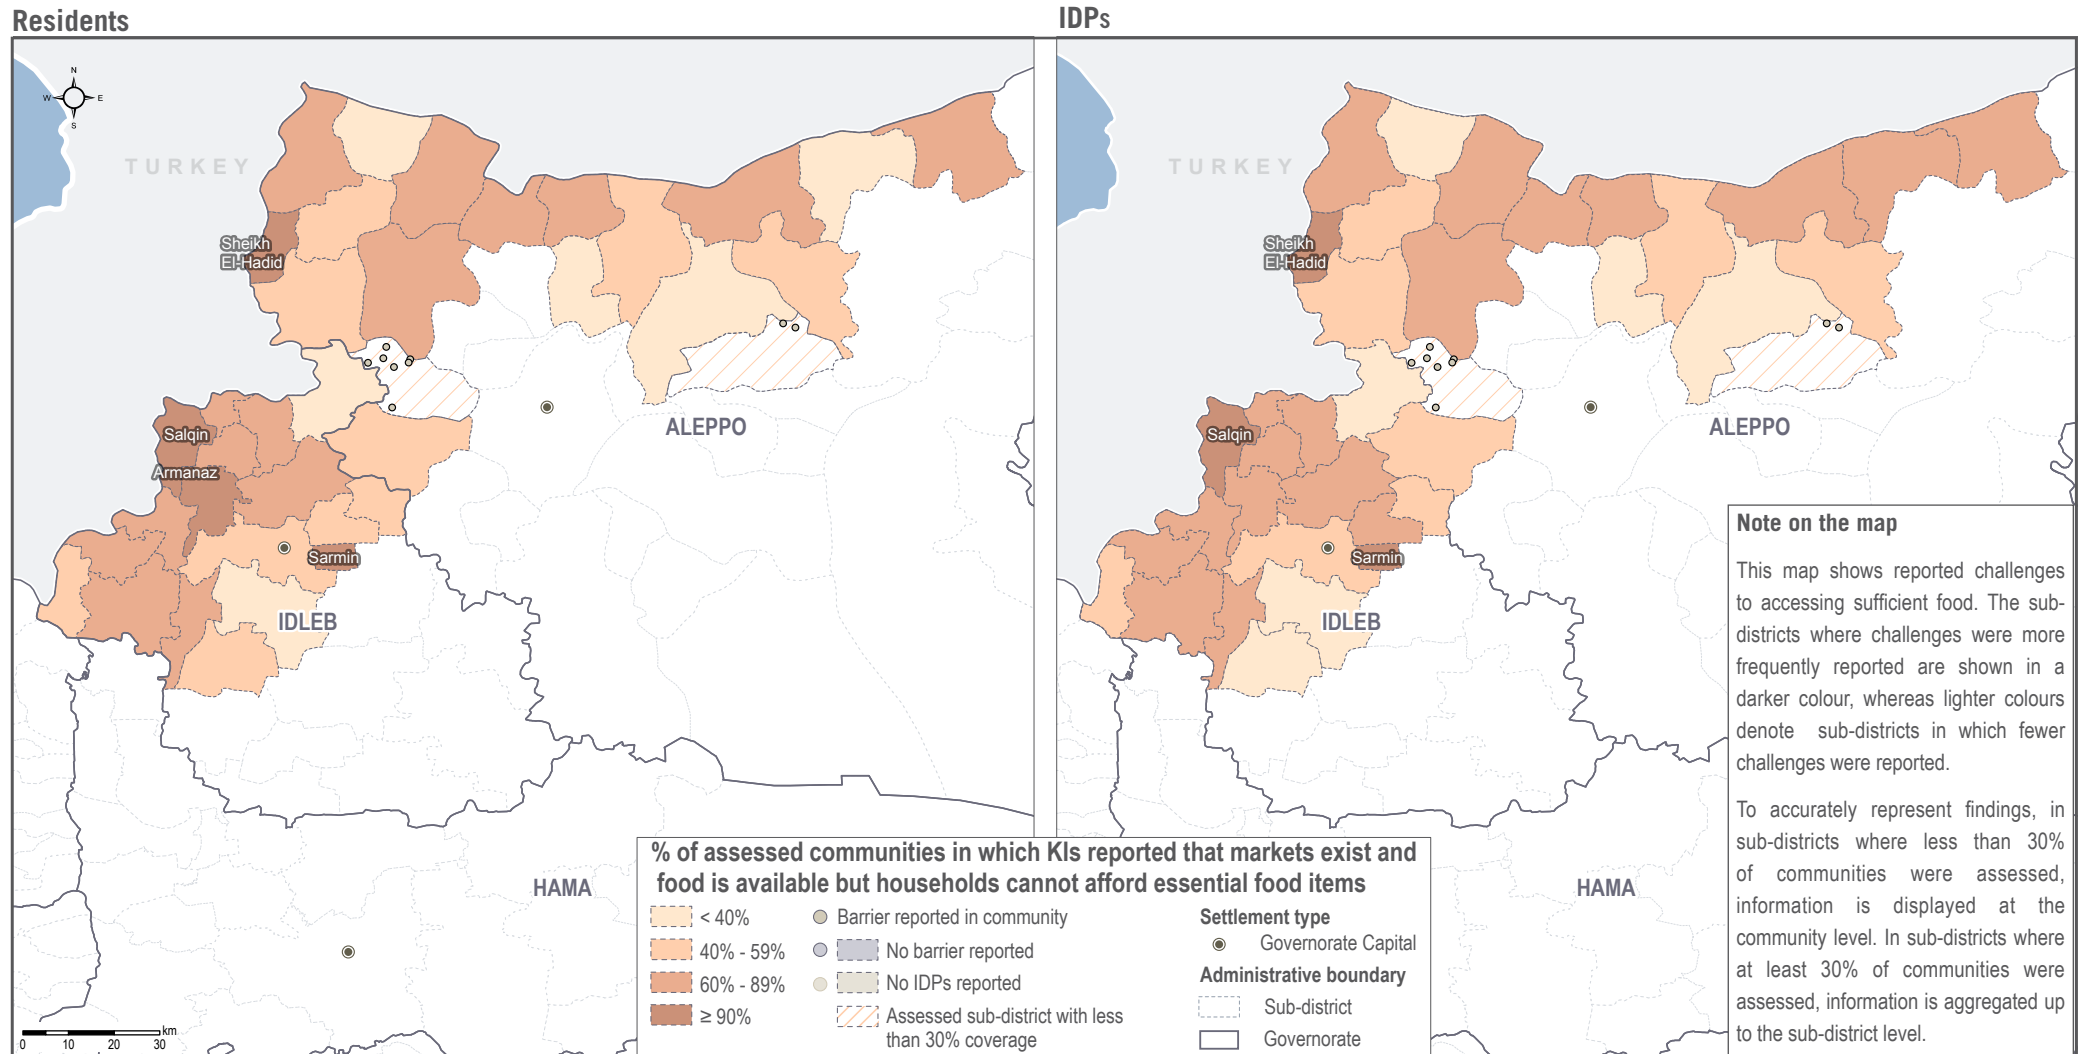 Residents
IDPs
N
W
E
S
TURKEY
Sheikh
El-Hadid
Salqin
Armanaz
Sarmin
IDLEB
ALEPPO
HAMA
km
0 10 20 30
TURKEY
Sheikh
El-Hadid
Salqin
Sarmin
IDLEB
ALEPPO
HAMA
% of assessed communities in which KIs reported that markets exist and
food is available but households cannot afford essential food items
< 40%
40% - 59%
60% - 89%
≥ 90%
Barrier reported in community
No barrier reported
No IDPs reported
Assessed sub-district with less
than 30% coverage
Settlement type
Governorate Capital
Administrative boundary
Sub-district
Governorate
Note on the map
This map shows reported challenges
to accessing sufficient food. The sub-
districts where challenges were more
frequently reported are shown in a
darker colour, whereas lighter colours
denote sub-districts in which fewer
challenges were reported.
To accurately represent findings, in
sub-districts where less than 30%
of communities were assessed,
information is displayed at the
community level. In sub-districts where
at least 30% of communities were
assessed, information is aggregated up
to the sub-district level.